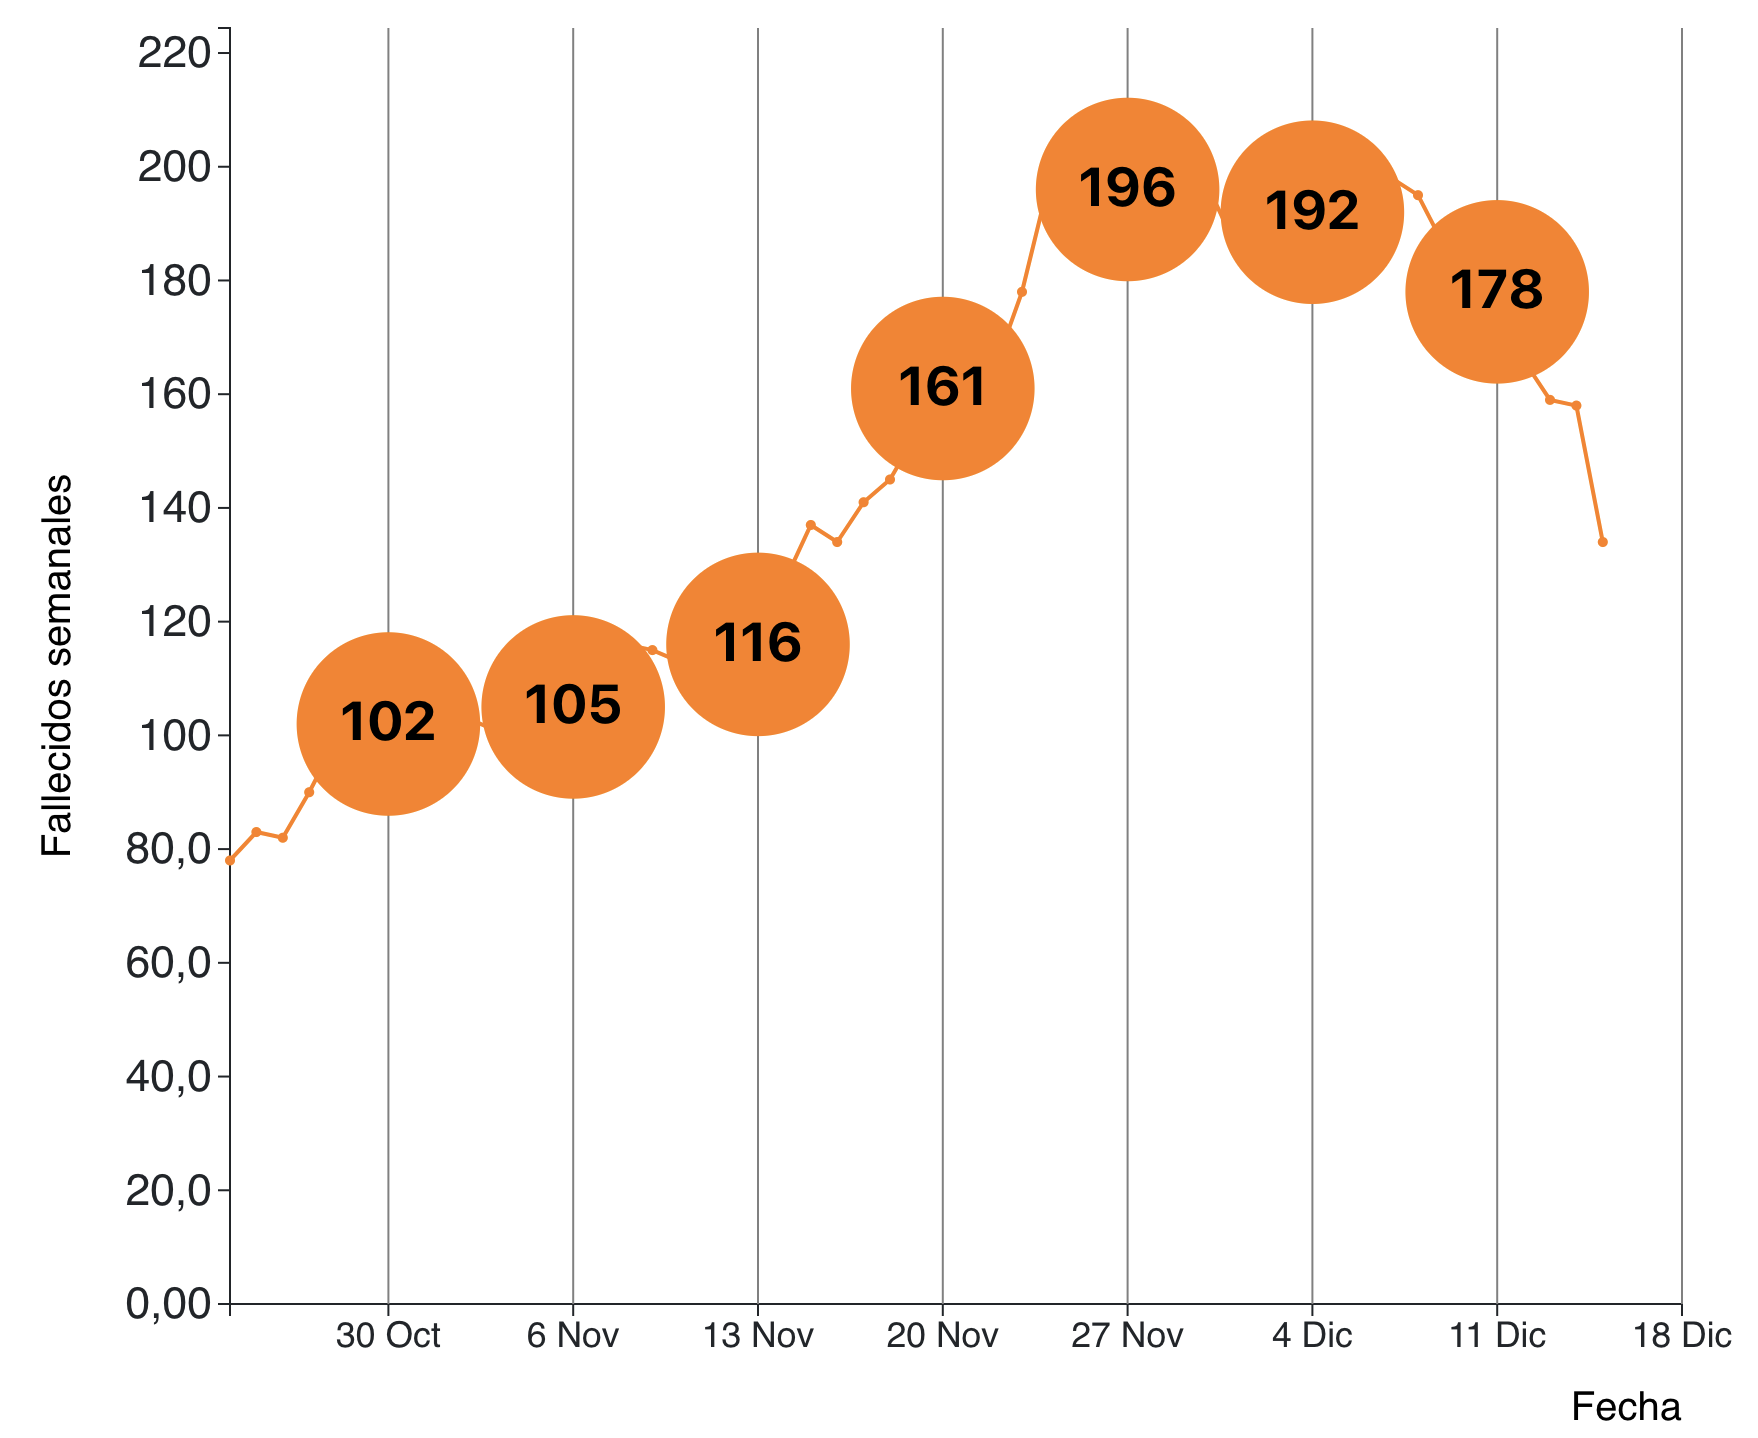 220
200
180
160
140
120
100
80,0
60,0
40,0
20,0
0,00
Fallecidos semanales
102
105
116
161
196
192
178
30 Oct
6 Nov
13 Nov
20 Nov
27 Nov
4 Dic
11 Dic
18 Dic
Fecha